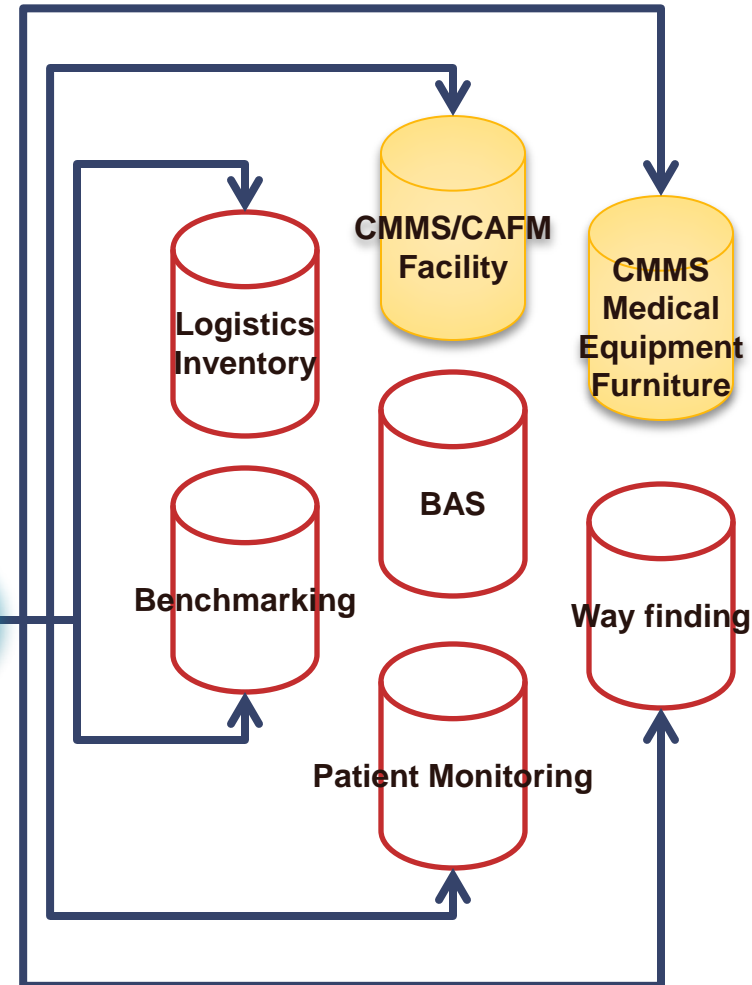 CMMS/CAFM
Facility
CMMS
Medical
Equipment
Furniture
Logistics
Inventory
BAS
Benchmarking
Way finding
Patient Monitoring